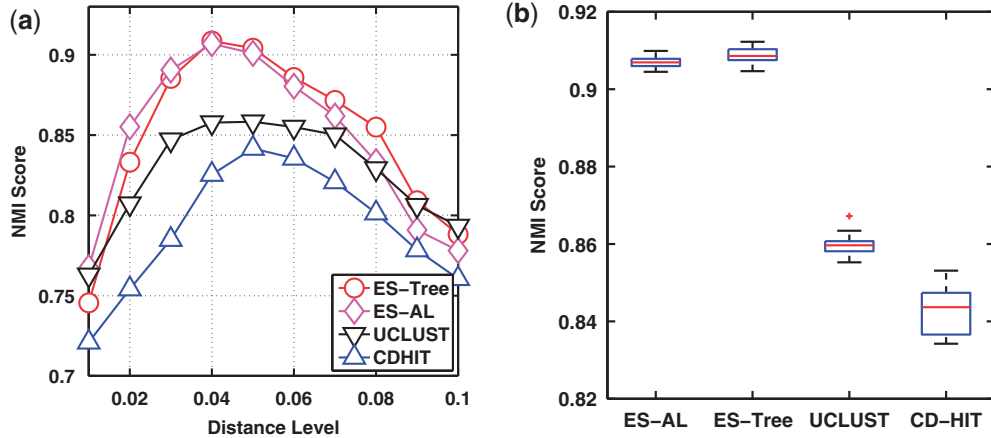 (a)
NMI Score
0.9
0.85
0.8
0.75
0.7
0.02
0.04
0.06
0.08
0.1
Distance Level
ES-Tree
ES-AL
UCLUST
CDHIT
(b)
NMI Score
0.92
0.9
0.88
0.86
0.84
0.82
ES-AL
ES-Tree
UCLUST
CD-HIT